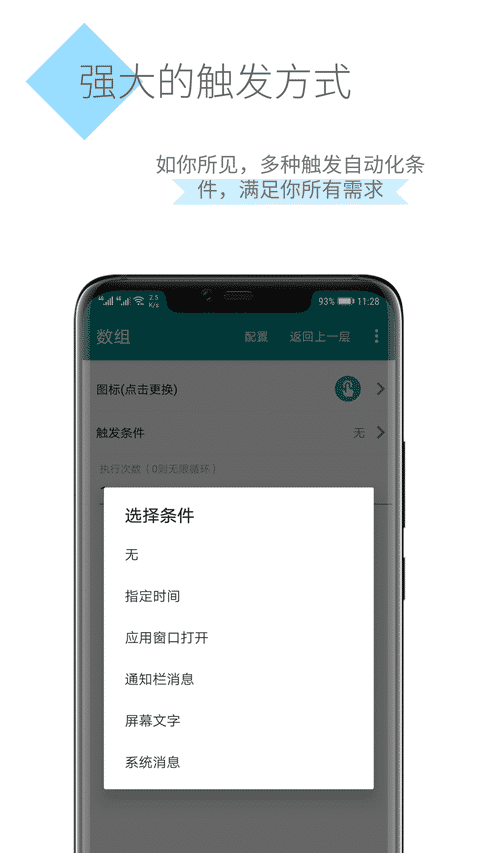 强大的触发方式
如你所见，多种触发自动化条
件，满足你所有需求
2.5
K/s
93%
11:28
数组
配置
返回上一层
图标(点击更换)
触发条件
无
执行次数（0则无限循环）
选择条件
无
指定时间
应用窗口打开
通知栏消息
屏幕文字
系统消息